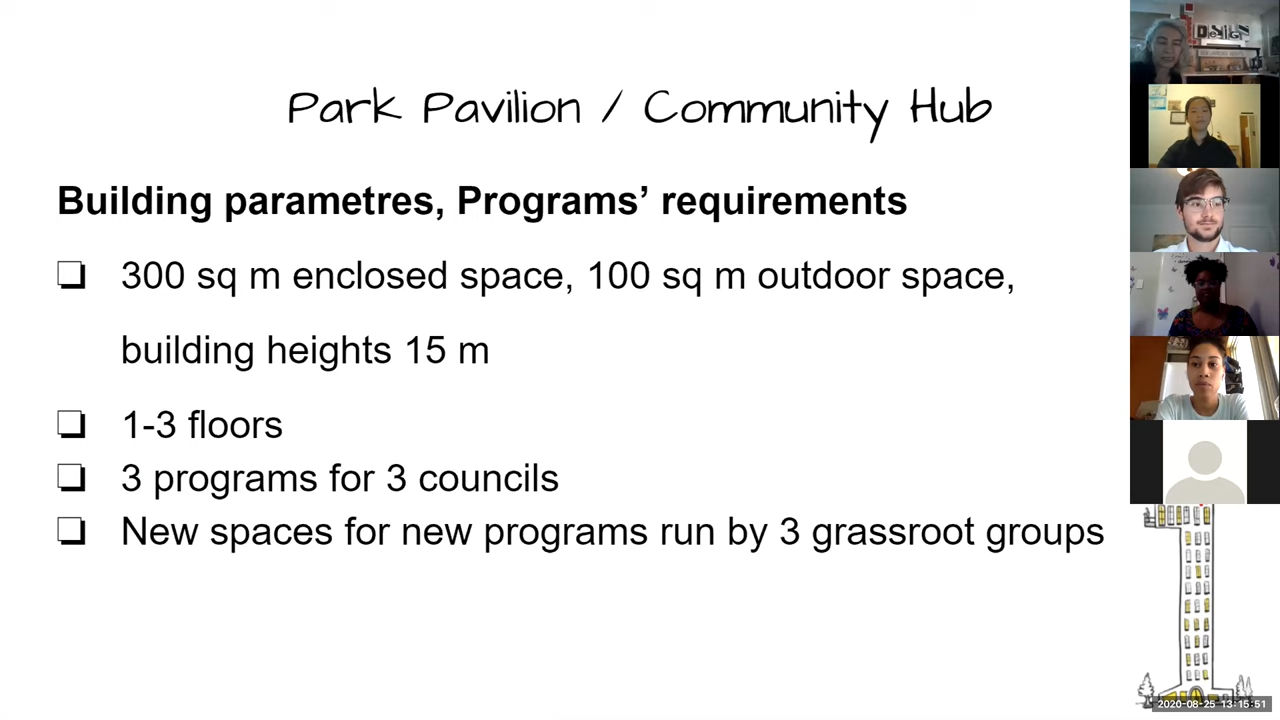 Park Pavilion / Community Hub
Building parametres, Programs’ requirements
❏ 300 sq m enclosed space, 100 sq m outdoor space,
building heights 15 m
❏ 1-3 floors
❏ 3 programs for 3 councils
❏ New spaces for new programs run by 3 grassroot groups
2020-08-25 13:15:51